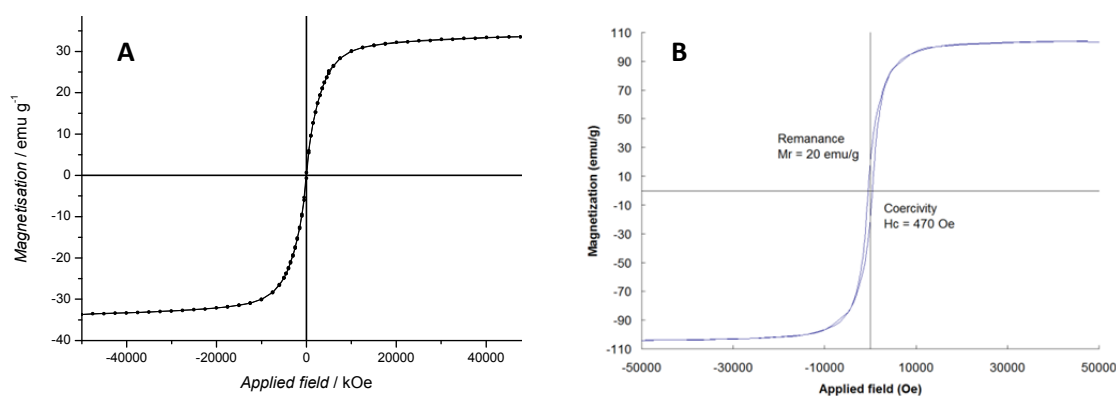 A
Magnetisation / emu g⁻¹
30
20
10
0
-10
-20
-30
-40
-40000 -20000 0 20000 40000
Applied field / kOe
B
Magnetization (emu/g)
110
90
70
50
30
10
-10
-30
-50
-70
-90
-110
Remanance
Mr = 20 emu/g
Coercivity
Hc = 470 Oe
-50000 -30000 -10000 10000 30000 50000
Applied field (Oe)